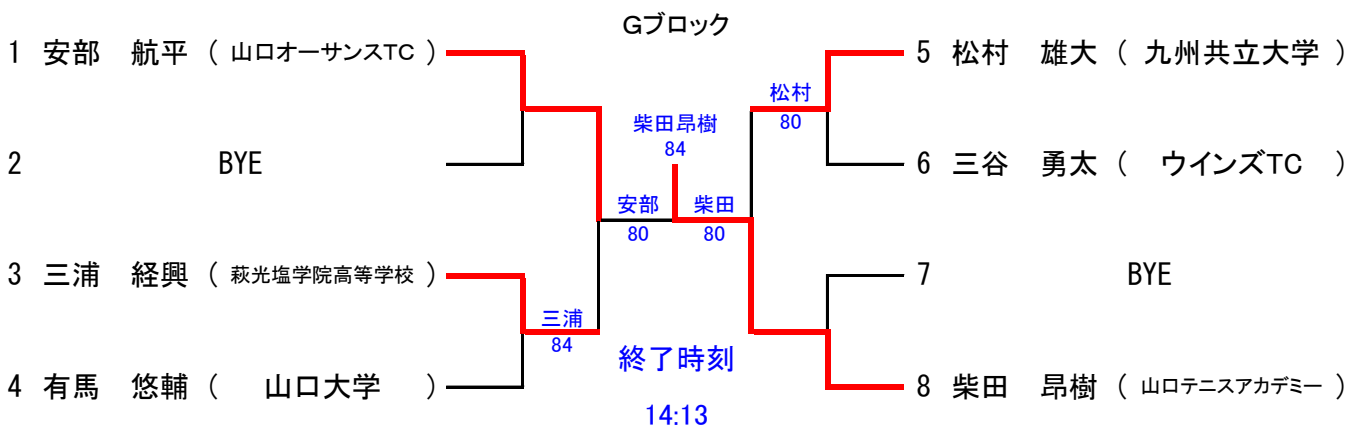 Gブロック
1 安部 航平 ( 山口オーサンスTC )
2 BYE
3 三浦 経興 ( 萩光塩学院高等学校 )
4 有馬 悠輔 ( 山口大学 )
三浦
84
安部
80
柴田昂樹
84
柴田
80
松村
80
終了時刻
14:13
5 松村 雄大 ( 九州共立大学 )
6 三谷 勇太 ( ウインズTC )
7 BYE
8 柴田 昂樹 ( 山口テニスアカデミー )